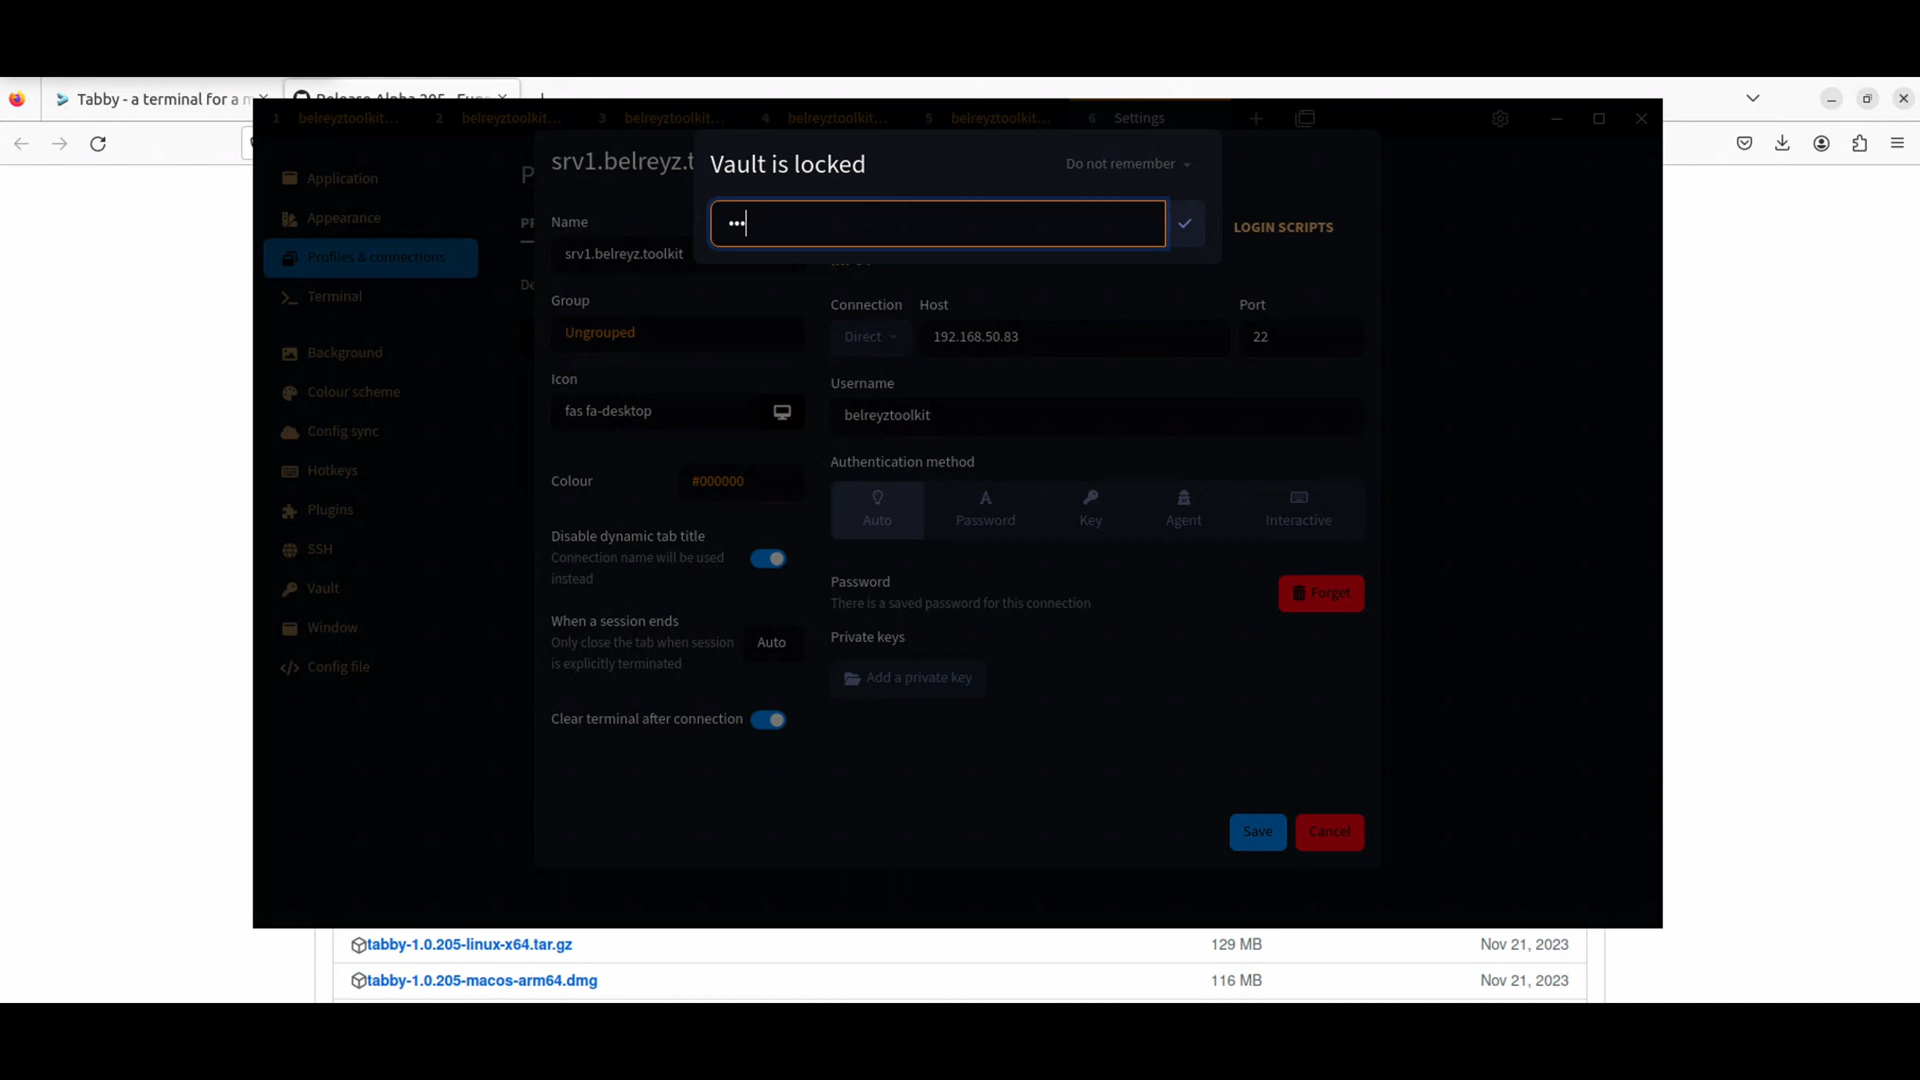 Tabby - a terminal for a m
Release Alpha 205
1 belreyztoolkit...
2 belreyztoolkit...
3 belreyztoolkit...
4 belreyztoolkit...
5 belreyztoolkit...
6 Settings
Application
Appearance
Profiles & connections
Terminal
Background
Colour scheme
Config sync
Hotkeys
Plugins
SSH
Vault
Window
Config file
srv1.belreyz.t
Vault is locked
Do not remember
•••
Name
srv1.belreyz.toolkit
Group
Ungrouped
Icon
fas fa-desktop
Colour
#000000
Disable dynamic tab title
Connection name will be used
instead
When a session ends
Only close the tab when session
is explicitly terminated
Auto
Clear terminal after connection
LOGIN SCRIPTS
Connection
Host
Port
Direct
192.168.50.83
22
Username
belreyztoolkit
Authentication method
Auto
Password
Key
Agent
Interactive
Password
There is a saved password for this connection
Forget
Private keys
Add a private key
Save
Cancel
tabby-1.0.205-linux-x64.tar.gz 129 MB Nov 21, 2023
tabby-1.0.205-macos-arm64.dmg 116 MB Nov 21, 2023